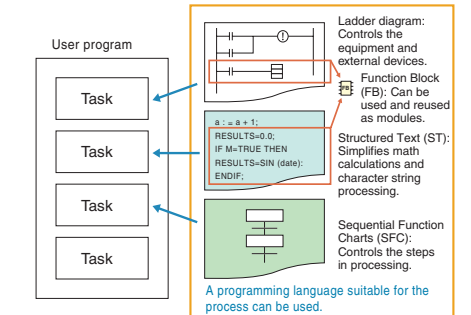 User program
Task
Task
Task
Task
Ladder diagram:
Controls the
equipment and
external devices.
FB
Function Block
(FB): Can be
used and reused
as modules.
a : = a + 1;
RESULTS=0.0;
IF M=TRUE THEN
RESULTS=SIN (date):
ENDIF;
Structured Text (ST):
Simplifies math
calculations and
character string
processing.
Sequential Function
Charts (SFC):
Controls the steps
in processing.
A programming language suitable for the
process can be used.